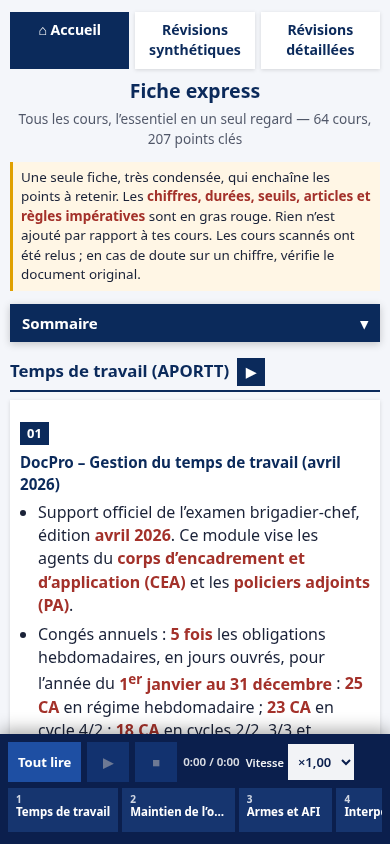 ⌂ Accueil
Révisions
synthétiques
Révisions
détaillées
Fiche express
Tous les cours, l’essentiel en un seul regard — 64 cours,
207 points clés
Une seule fiche, très condensée, qui enchaîne les
points à retenir. Les chiffres, durées, seuils, articles et
règles impératives sont en gras rouge. Rien n’est
ajouté par rapport à tes cours. Les cours scannés ont
été relus ; en cas de doute sur un chiffre, vérifie le
document original.
Sommaire ▾
Temps de travail (APORTT) ▶
01
DocPro – Gestion du temps de travail (avril
2026)
• Support officiel de l’examen brigadier-chef,
édition avril 2026. Ce module vise les
agents du corps d’encadrement et
d’application (CEA) et les policiers adjoints
(PA).
• Congés annuels : 5 fois les obligations
hebdomadaires, en jours ouvrés, pour
l’année du 1er janvier au 31 décembre : 25
CA en régime hebdomadaire ; 23 CA en
cycle 4/2 ; 18 CA en cycles 2/2, 3/3 et
Tout lire ▶ ■ 0:00 / 0:00 Vitesse ×1,00
1
Temps de travail
2
Maintien de l’o…
3
Armes et AFI
4
Interp